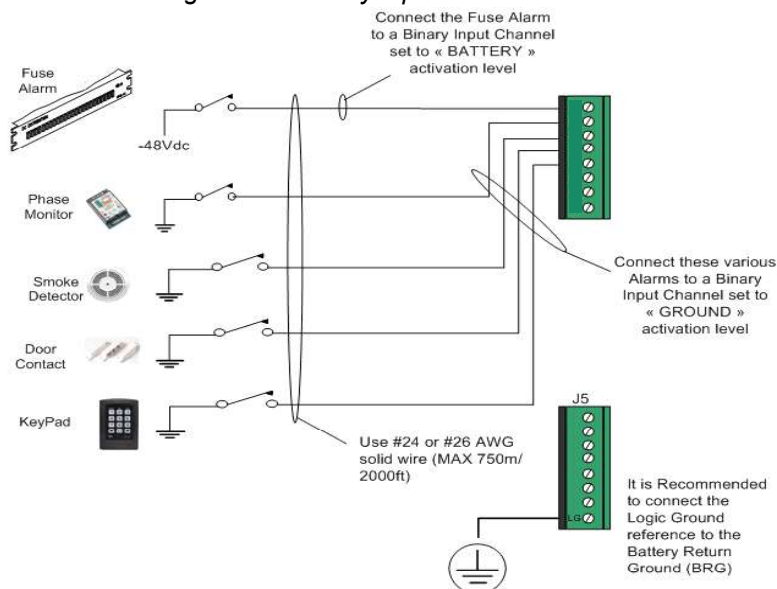 Connect the Fuse Alarm
to a Binary Input Channel
set to « BATTERY »
activation level
Fuse
Alarm
-48Vdc
Phase
Monitor
Smoke
Detector
Door
Contact
KeyPad
Connect these various
Alarms to a Binary
Input Channel set to
« GROUND »
activation level
Use #24 or #26 AWG
solid wire (MAX 750m/
2000ft)
J5
LG
It is Recommended
to connect the
Logic Ground
reference to the
Battery Return
Ground (BRG)